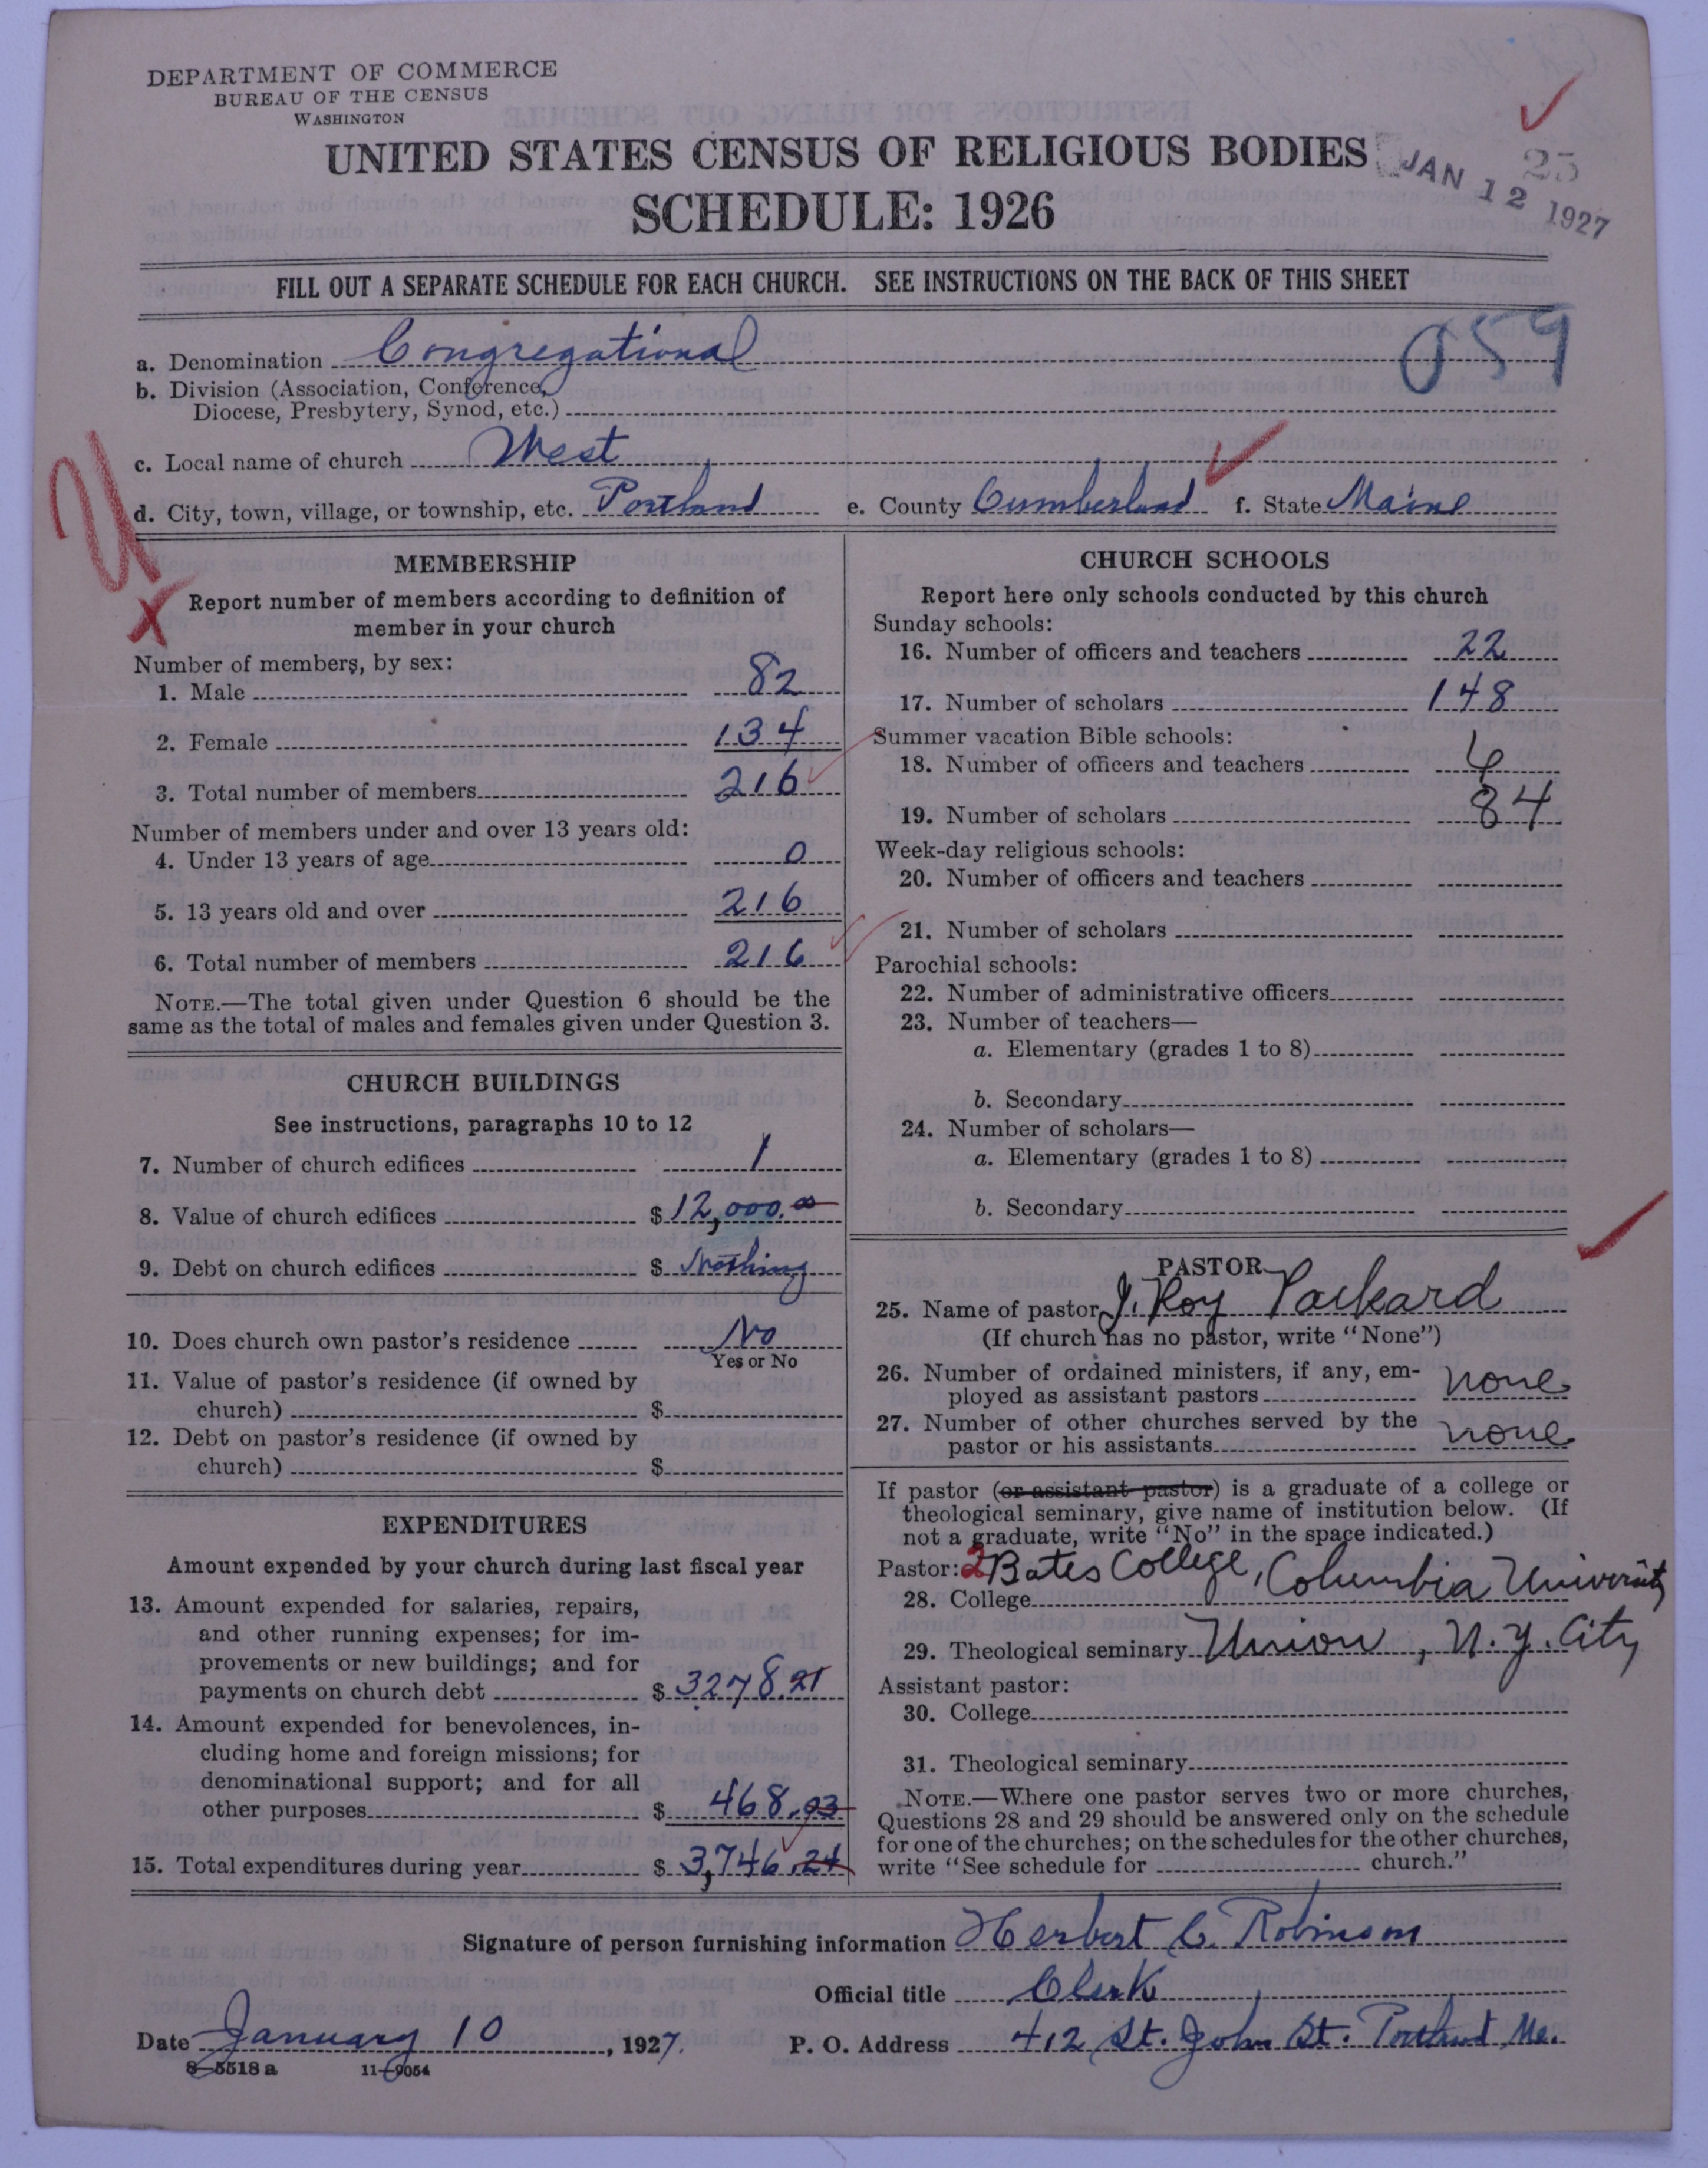 DEPARTMENT OF COMMERCE
BUREAU OF THE CENSUS
WASHINGTON
UNITED STATES CENSUS OF RELIGIOUS BODIES
SCHEDULE: 1926
JAN 12 1927
25
FILL OUT A SEPARATE SCHEDULE FOR EACH CHURCH. SEE INSTRUCTIONS ON THE BACK OF THIS SHEET
059
a. Denomination Congregational
b. Division (Association, Conference,
Diocese, Presbytery, Synod, etc.)
c. Local name of church West
d. City, town, village, or township, etc. Portland e. County Cumberland f. State Maine
MEMBERSHIP
Report number of members according to definition of
member in your church
Number of members, by sex:
1. Male 82
2. Female 134
3. Total number of members 216
Number of members under and over 13 years old:
4. Under 13 years of age 0
5. 13 years old and over 216
6. Total number of members 216
NOTE.—The total given under Question 6 should be the
same as the total of males and females given under Question 3.
CHURCH BUILDINGS
See instructions, paragraphs 10 to 12
7. Number of church edifices 1
8. Value of church edifices $ 12,000.00
9. Debt on church edifices $ Nothing
10. Does church own pastor's residence No
Yes or No
11. Value of pastor's residence (if owned by
church) $
12. Debt on pastor's residence (if owned by
church) $
EXPENDITURES
Amount expended by your church during last fiscal year
13. Amount expended for salaries, repairs,
and other running expenses; for im-
provements or new buildings; and for
payments on church debt $ 3278.21
14. Amount expended for benevolences, in-
cluding home and foreign missions; for
denominational support; and for all
other purposes $ 468.03
15. Total expenditures during year $ 3,746.24
CHURCH SCHOOLS
Report here only schools conducted by this church
Sunday schools:
16. Number of officers and teachers 22
17. Number of scholars 148
Summer vacation Bible schools:
18. Number of officers and teachers
19. Number of scholars 84
Week-day religious schools:
20. Number of officers and teachers
21. Number of scholars
Parochial schools:
22. Number of administrative officers
23. Number of teachers—
a. Elementary (grades 1 to 8)
b. Secondary
24. Number of scholars—
a. Elementary (grades 1 to 8)
b. Secondary
PASTOR
25. Name of pastor J. Roy Packard
(If church has no pastor, write "None")
26. Number of ordained ministers, if any, em-
ployed as assistant pastors none
27. Number of other churches served by the
pastor or his assistants none
If pastor (or assistant pastor) is a graduate of a college or
theological seminary, give name of institution below. (If
not a graduate, write "No" in the space indicated.)
Pastor: 2 Bates College, Columbia University
28. College
29. Theological seminary Union, N.Y. City
Assistant pastor:
30. College
31. Theological seminary
NOTE.—Where one pastor serves two or more churches,
Questions 28 and 29 should be answered only on the schedule
for one of the churches; on the schedules for the other churches,
write "See schedule for church."
Signature of person furnishing information Herbert C. Robinson
Official title Clerk
Date January 10, 1927. P. O. Address 412 St. John St. Portland Me.
8-5518a 11-9054